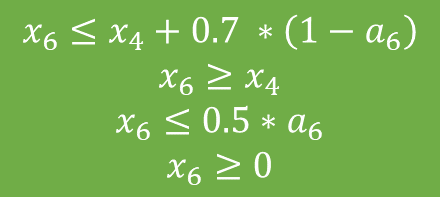 x₆ ≤ x₄ + 0.7 * (1 − a₆)
x₆ ≥ x₄
x₆ ≤ 0.5 * a₆
x₆ ≥ 0